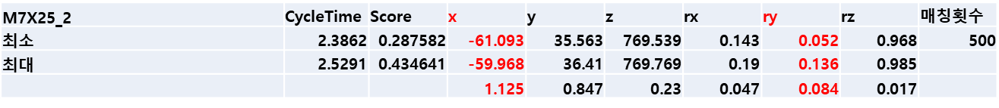 M7X25_2 CycleTime Score x y z rx ry rz 매칭횟수
최소 2.3862 0.287582 -61.093 35.563 769.539 0.143 0.052 0.968 500
최대 2.5291 0.434641 -59.968 36.41 769.769 0.19 0.136 0.985
1.125 0.847 0.23 0.047 0.084 0.017